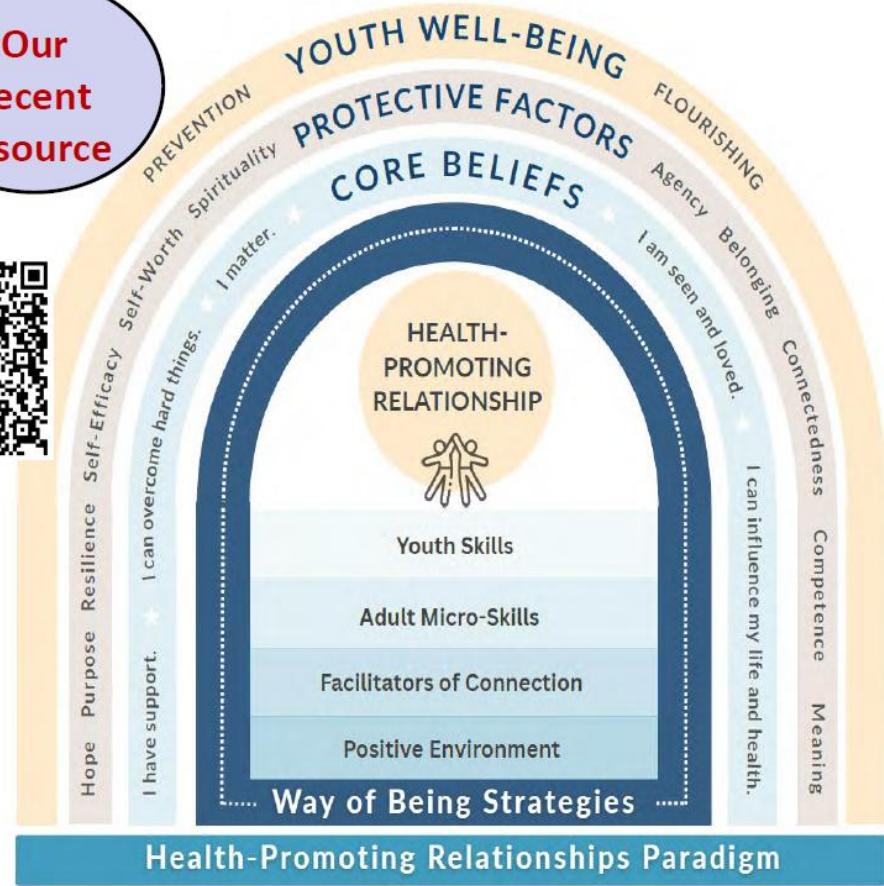 Our
ecent
source
YOUTH WELL-BEING
PREVENTION
FLOURISHING
PROTECTIVE FACTORS
Hope Purpose Resilience Self-Efficacy Self-Worth Spirituality
Agency Belonging Connectedness Competence Meaning
CORE BELIEFS
I have support. I can overcome hard things. I matter.
I am seen and loved. I can influence my life and health.
HEALTH-
PROMOTING
RELATIONSHIP
Youth Skills
Adult Micro-Skills
Facilitators of Connection
Positive Environment
Way of Being Strategies
Health-Promoting Relationships Paradigm